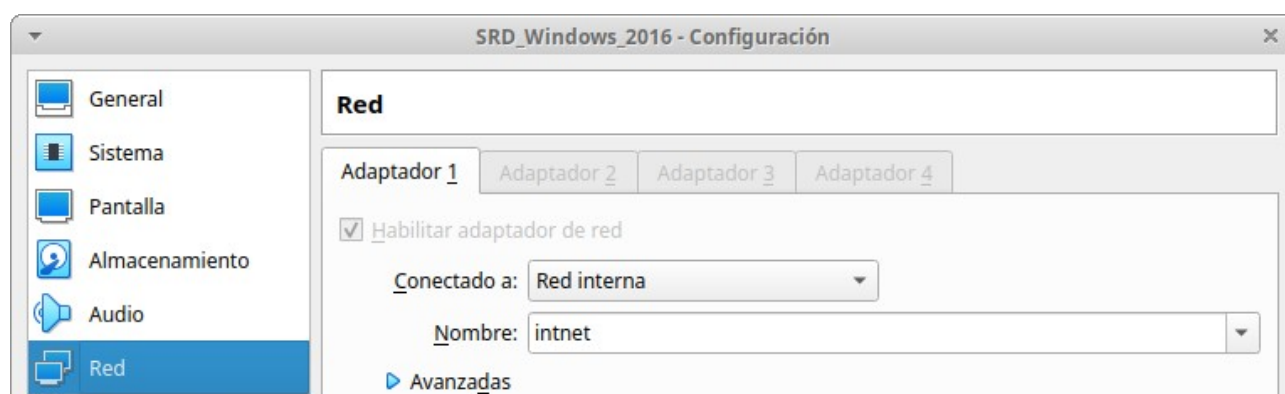 SRD_Windows_2016 - Configuración
General
Sistema
Pantalla
Almacenamiento
Audio
Red
Red
Adaptador 1 Adaptador 2 Adaptador 3 Adaptador 4
Habilitar adaptador de red
Conectado a: Red interna
Nombre: intnet
Avanzadas